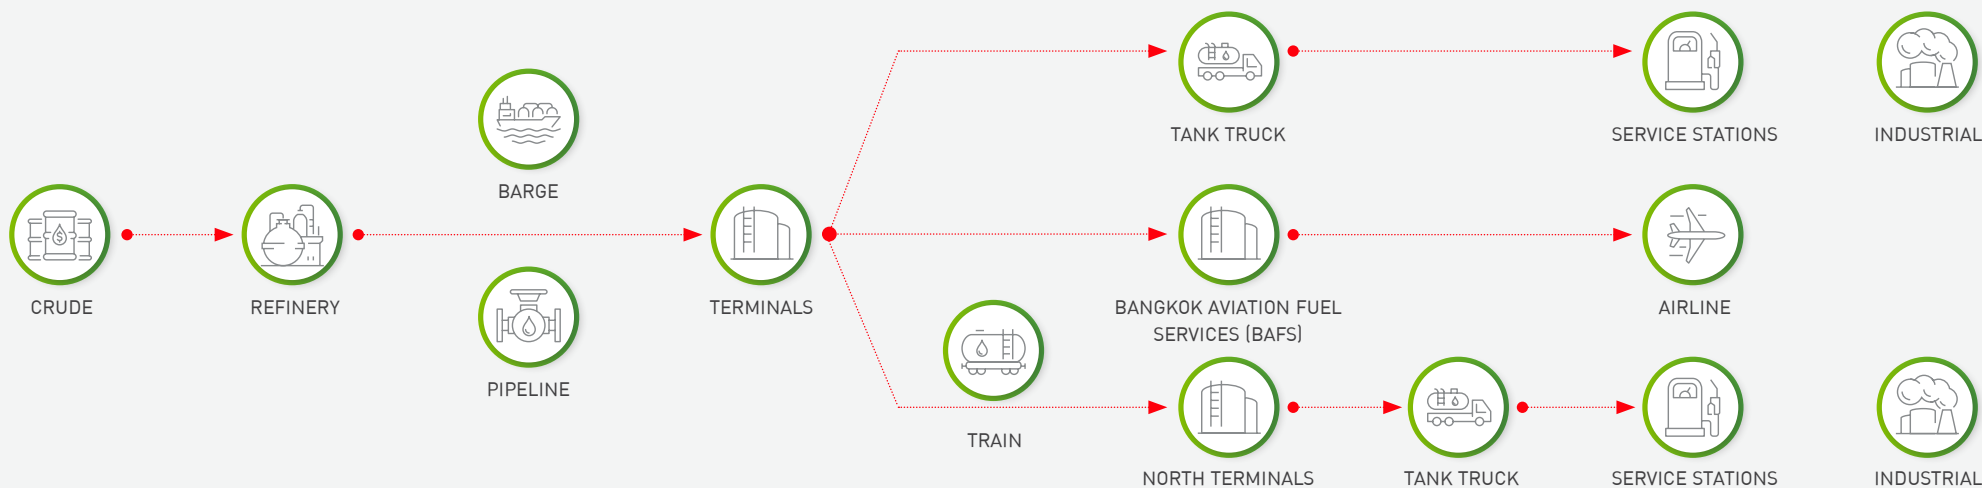 TANK TRUCK
SERVICE STATIONS
INDUSTRIAL
BARGE
CRUDE
REFINERY
TERMINALS
BANGKOK AVIATION FUEL
SERVICES (BAFS)
AIRLINE
PIPELINE
TRAIN
NORTH TERMINALS
TANK TRUCK
SERVICE STATIONS
INDUSTRIAL
$